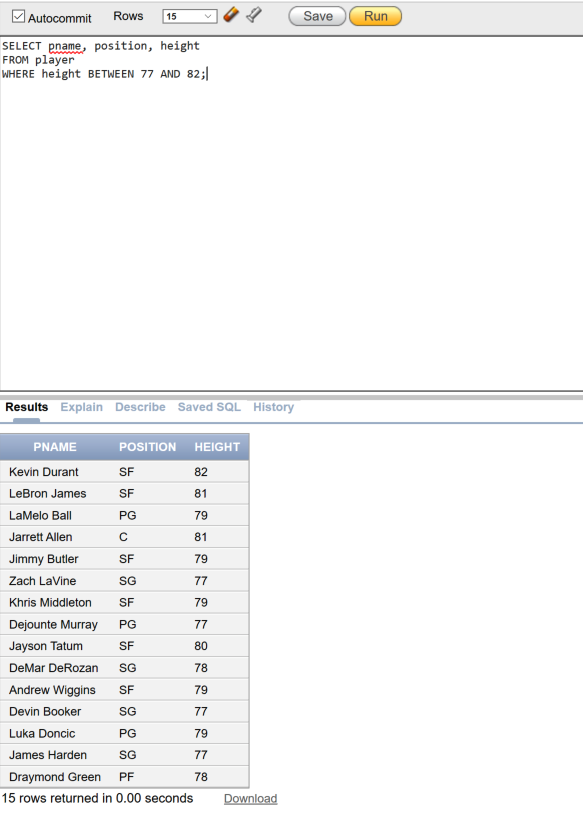 Autocommit Rows 15 Save Run
SELECT pname, position, height
FROM player
WHERE height BETWEEN 77 AND 82;
Results Explain Describe Saved SQL History
PNAME POSITION HEIGHT
Kevin Durant SF 82
LeBron James SF 81
LaMelo Ball PG 79
Jarrett Allen C 81
Jimmy Butler SF 79
Zach LaVine SG 77
Khris Middleton SF 79
Dejounte Murray PG 77
Jayson Tatum SF 80
DeMar DeRozan SG 78
Andrew Wiggins SF 79
Devin Booker SG 77
Luka Doncic PG 79
James Harden SG 77
Draymond Green PF 78
15 rows returned in 0.00 seconds Download